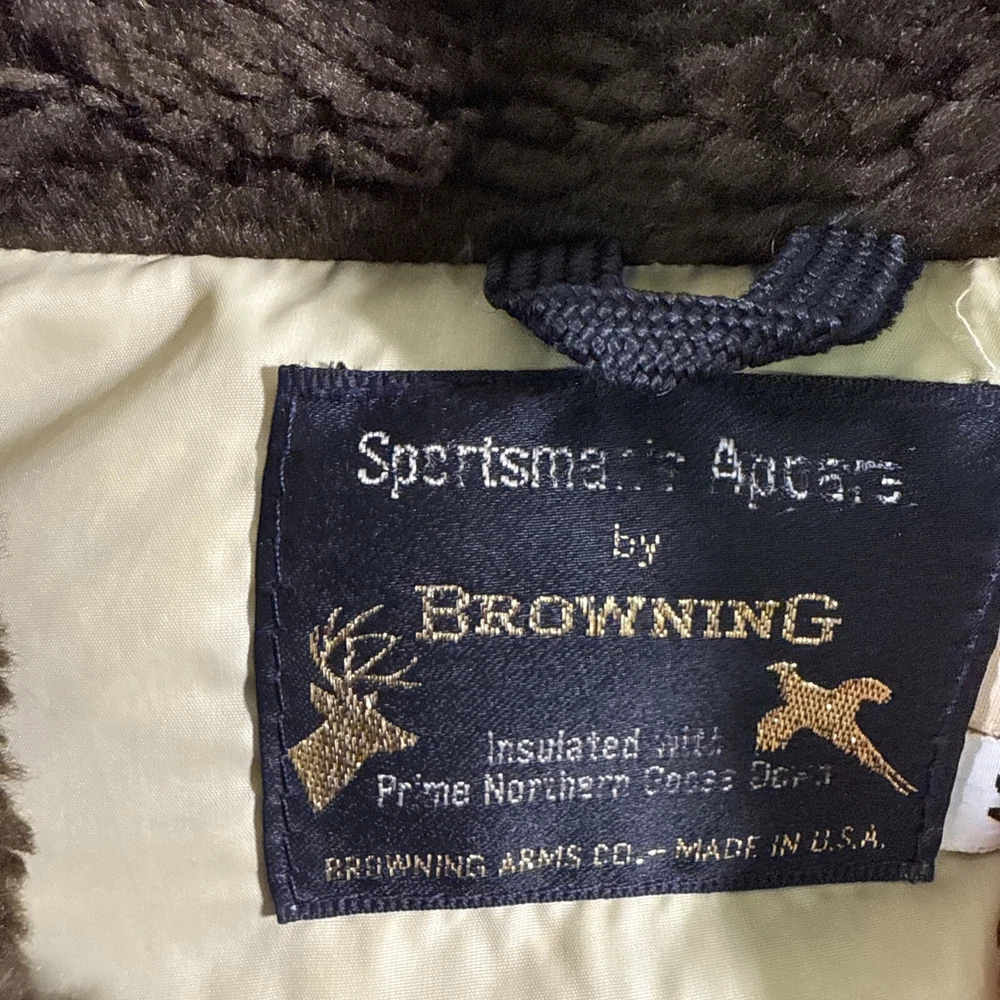 Sportsman's Apparel
by
BROWNING
Insulated with
Prime Northern Goose Down
BROWNING ARMS CO.-MADE IN U.S.A.